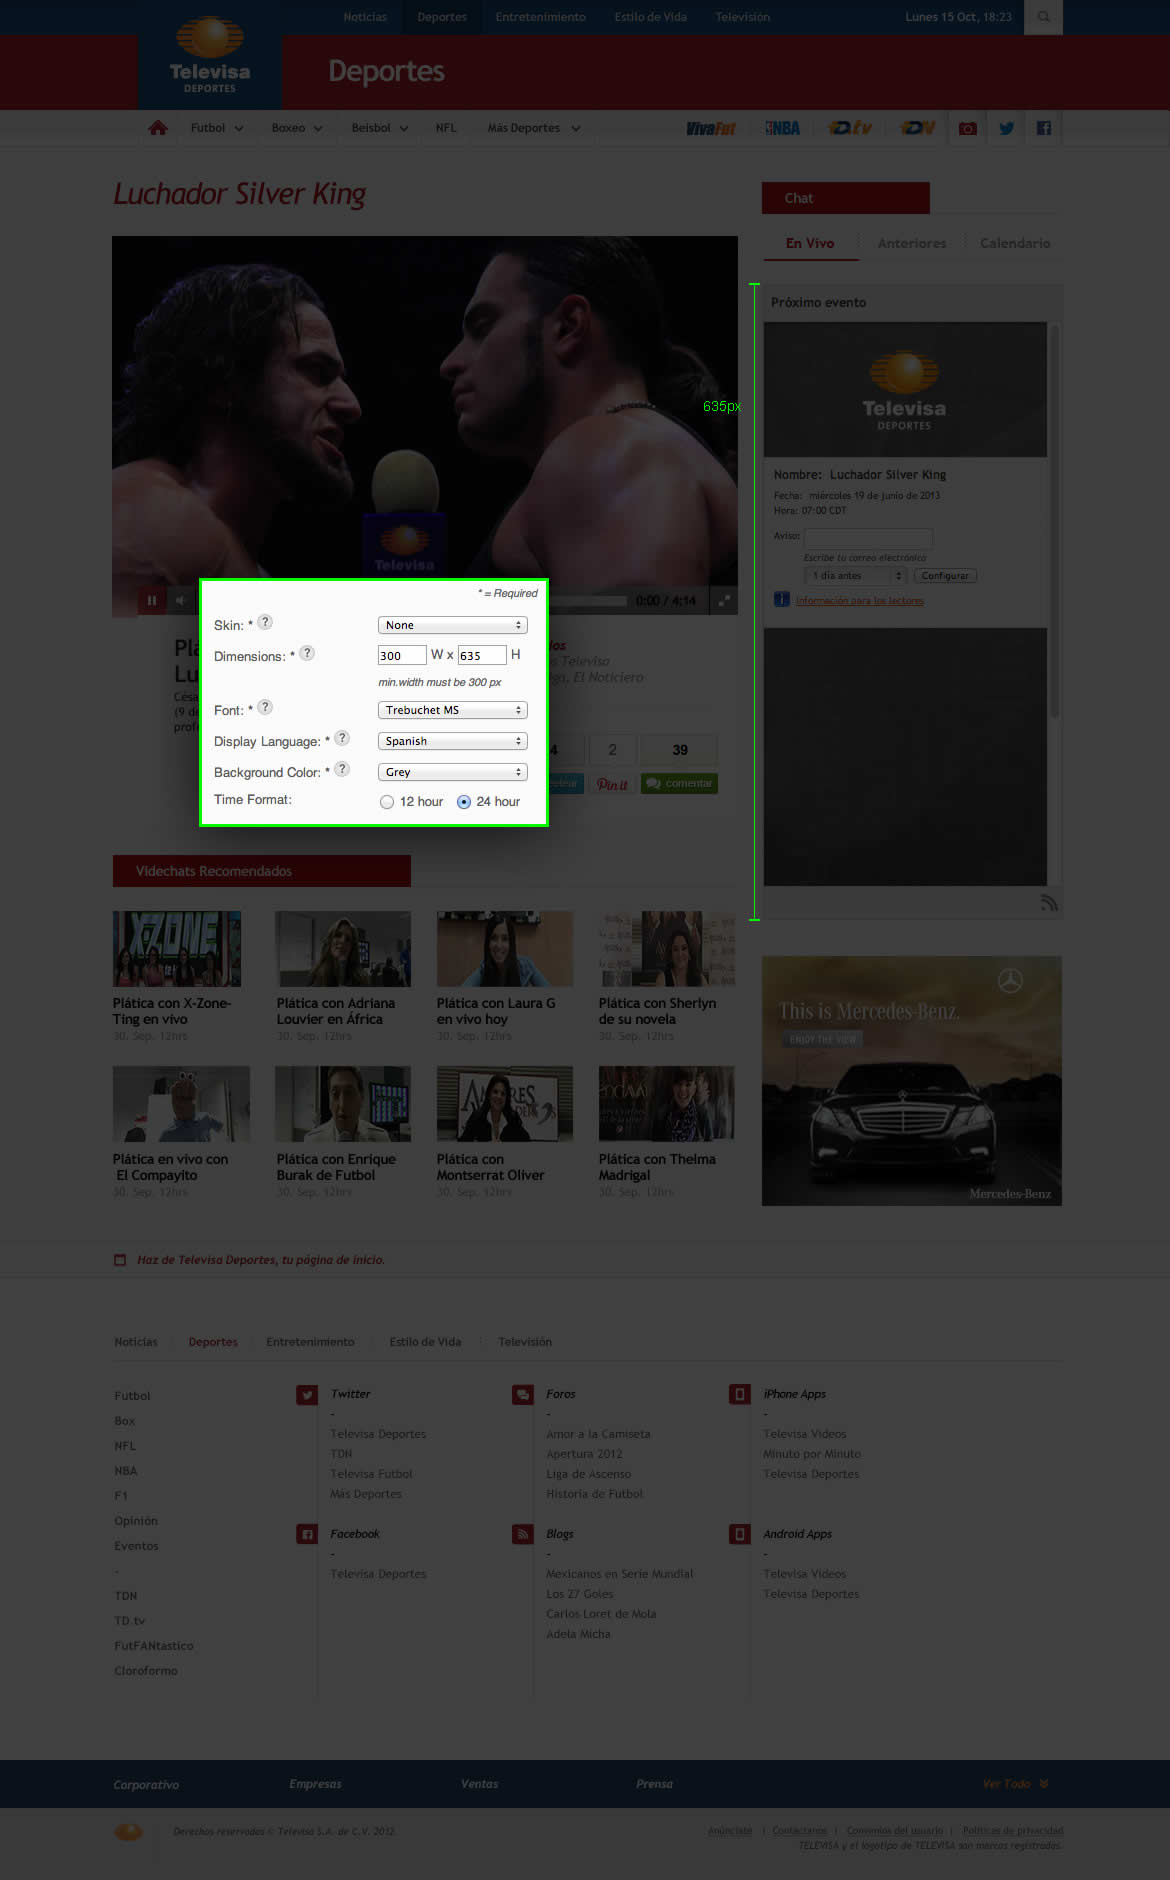 Noticias Deportes Entretenimiento Estilo de Vida Televisión Lunes 15 Oct, 18:23
Televisa
DEPORTES
Deportes
Futbol Boxeo Beisbol NFL Más Deportes VivaFut NBA TD.tv TDN
Luchador Silver King
Chat
En Vivo Anteriores Calendario
Próximo evento
635px
Televisa
DEPORTES
Nombre: Luchador Silver King
Fecha: miércoles 19 de junio de 2013
Hora: 07:00 CDT
Aviso:
Escribe tu correo electrónico
1 día antes Configurar
Información para los lectores
Televisa
0:00 / 4:14
* = Required
Skin: * ? None
Dimensions: * ? 300 W x 635 H
min.width must be 300 px
Font: * ? Trebuchet MS
Display Language: * ? Spanish
Background Color: * ? Grey
Time Format: 12 hour 24 hour
Lu
Césa
(9 de
profe
Televisa
El Noticiero
4 2 39
Pin it comentar
Videchats Recomendados
X-ZONE
Plática con X-Zone-
Ting en vivo
30. Sep. 12hrs
Plática con Adriana
Louvier en África
30. Sep. 12hrs
Plática con Laura G
en vivo hoy
30. Sep. 12hrs
Plática con Sherlyn
de su novela
30. Sep. 12hrs
Plática en vivo con
El Compayito
30. Sep. 12hrs
Plática con Enrique
Burak de Futbol
30. Sep. 12hrs
Plática con
Montserrat Oliver
30. Sep. 12hrs
Plática con Thelma
Madrigal
30. Sep. 12hrs
This is Mercedes-Benz.
ENJOY THE VIEW
Mercedes-Benz
Haz de Televisa Deportes, tu página de inicio.
Noticias Deportes Entretenimiento Estilo de Vida Televisión
Futbol
Box
NFL
NBA
F1
Opinión
Eventos
-
TDN
TD.tv
FutFANtastico
Cloroformo
Twitter
-
Televisa Deportes
TDN
Televisa Futbol
Más Deportes
Facebook
-
Televisa Deportes
Foros
-
Amor a la Camiseta
Apertura 2012
Liga de Ascenso
Historia de Futbol
Blogs
-
Mexicanos en Serie Mundial
Los 27 Goles
Carlos Loret de Mola
Adela Micha
iPhone Apps
-
Televisa Videos
Minuto por Minuto
Televisa Deportes
Android Apps
-
Televisa Videos
Televisa Deportes
Corporativo Empresas Ventas Prensa Ver Todo
Derechos reservados © Televisa S.A. de C.V. 2012.
Anúnciate | Contáctanos | Convenios del usuario | Políticas de privacidad
TELEVISA y el logotipo de TELEVISA son marcas registradas.